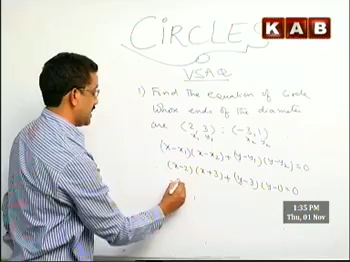 CIRCLES
KAB
VSAQ
1) Find the equation of circle
whose ends of the diameter
are (2, 3) ; (-3, 1)
x₁ y₁ x₂ y₂
(x-x₁)(x-x₂)+(y-y₁)(y-y₂)=0
(x-2)(x+3)+(y-3)(y-1)=0
1:35 PM
Thu, 01 Nov